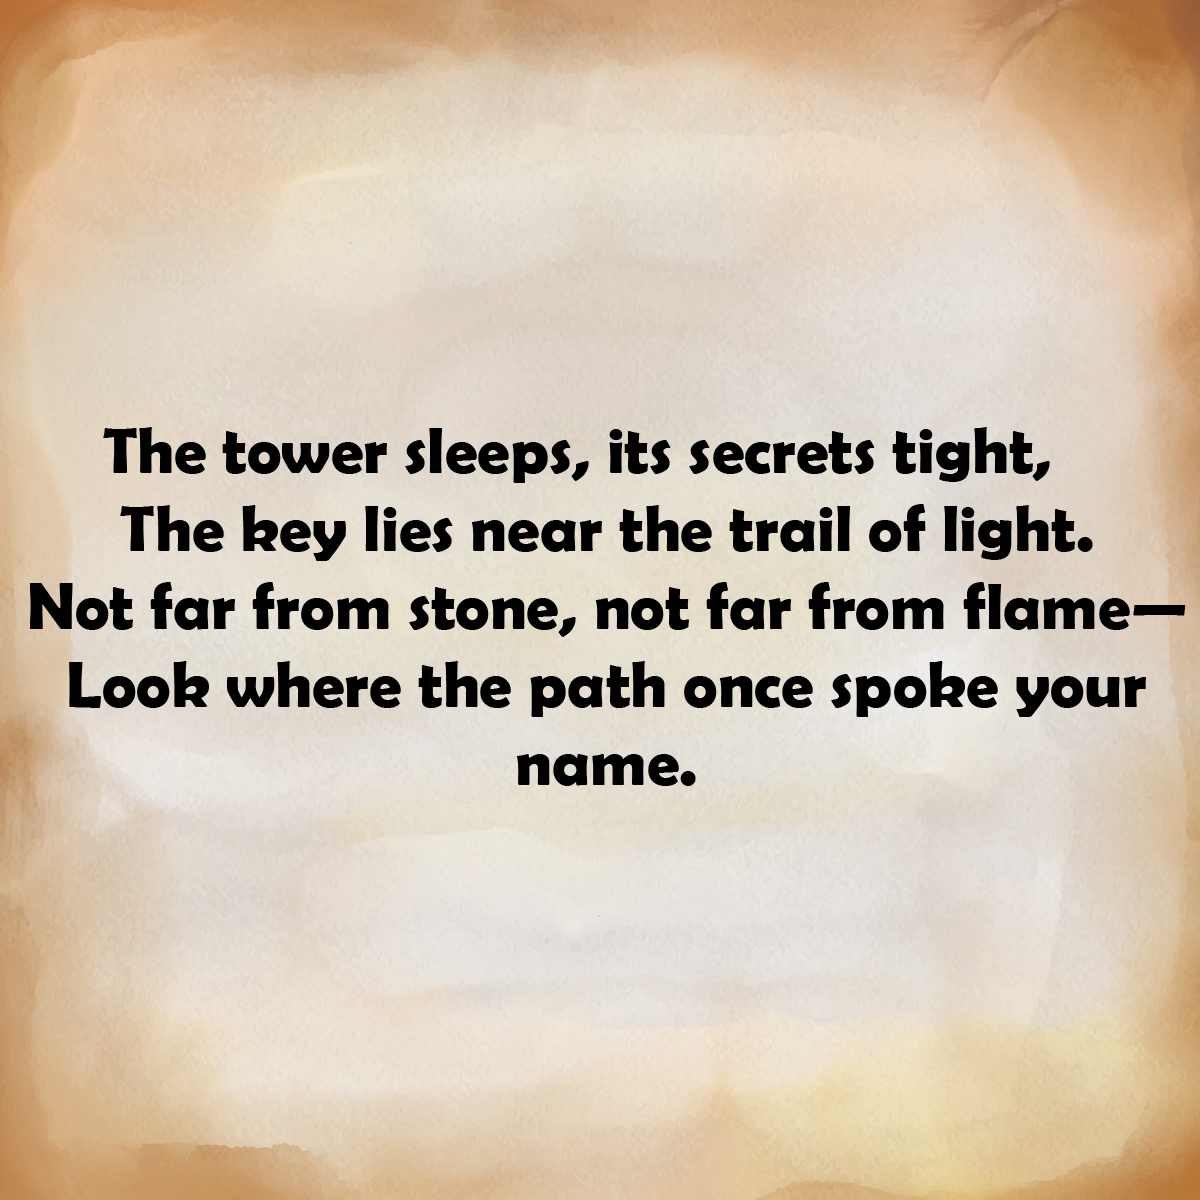 The tower sleeps, its secrets tight,
The key lies near the trail of light.
Not far from stone, not far from flame—
Look where the path once spoke your
name.